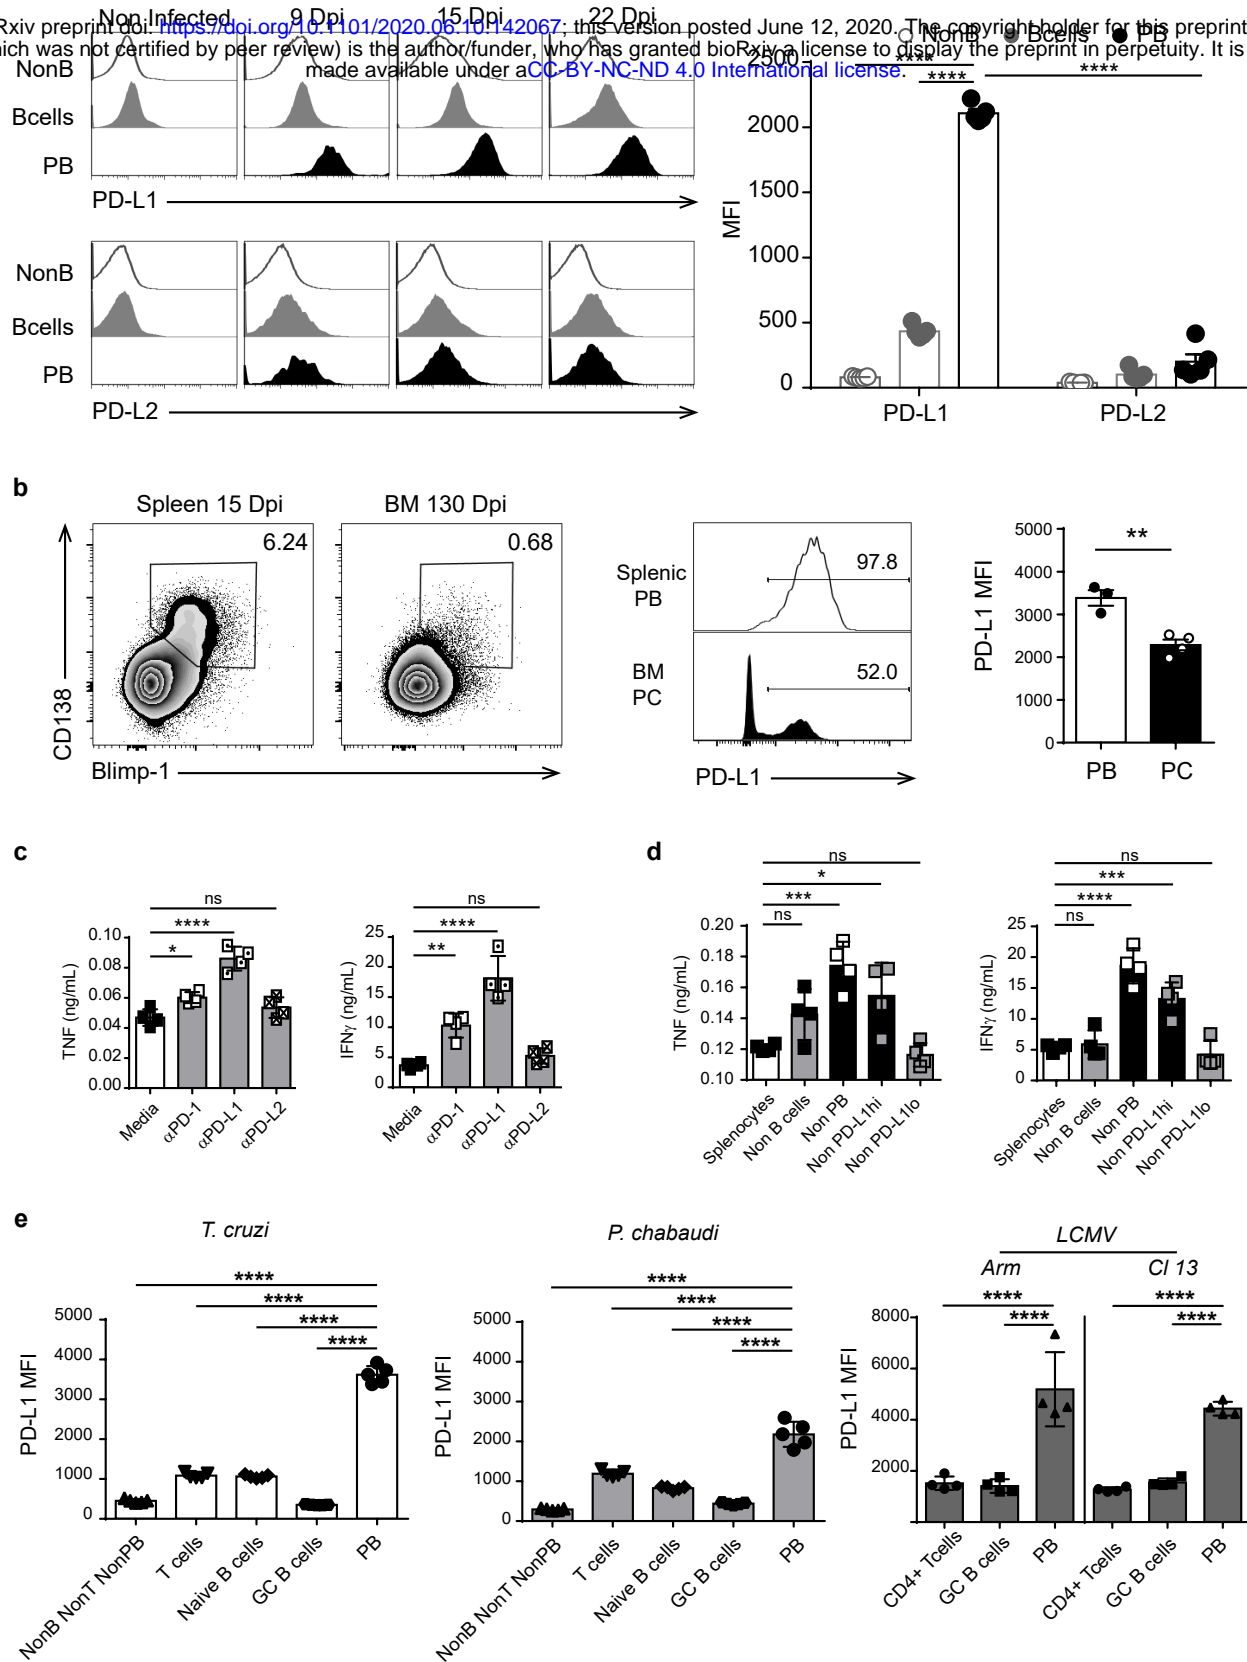 Rxiv preprint doi: https://doi.org/10.1101/2020.06.10.142067; this version posted June 12, 2020. The copyright holder for this preprint
hich was not certified by peer review) is the author/funder, who has granted bioRxiv a license to display the preprint in perpetuity. It is
made available under aCC-BY-NC-ND 4.0 International license.
Non Infected 9 Dpi 15 Dpi 22 Dpi
NonB
Bcells
PB
PD-L1
NonB
Bcells
PB
PD-L2
NonB Bcells PB
**** **** ****
MFI
2500
2000
1500
1000
500
0
PD-L1 PD-L2
b
Spleen 15 Dpi BM 130 Dpi
6.24 0.68
CD138
Blimp-1
Splenic
PB
97.8
BM
PC
52.0
PD-L1
PD-L1 MFI
**
5000
4000
3000
2000
1000
0
PB PC
c
ns
****
*
TNF (ng/mL)
0.10
0.08
0.06
0.04
0.02
0.00
Media αPD-1 αPD-L1 αPD-L2
ns
****
**
IFNγ (ng/mL)
25
20
15
10
5
0
Media αPD-1 αPD-L1 αPD-L2
d
ns
*
***
ns
TNF (ng/mL)
0.20
0.18
0.16
0.14
0.12
0.10
Splenocytes Non B cells Non PB Non PD-L1hi Non PD-L1lo
ns
***
****
ns
IFNγ (ng/mL)
25
20
15
10
5
0
Splenocytes Non B cells Non PB Non PD-L1hi Non PD-L1lo
e
T. cruzi
****
****
****
****
PD-L1 MFI
5000
4000
3000
2000
1000
0
NonB NonT NonPB T cells Naive B cells GC B cells PB
P. chabaudi
****
****
****
****
PD-L1 MFI
5000
4000
3000
2000
1000
0
NonB NonT NonPB T cells Naive B cells GC B cells PB
LCMV
Arm Cl 13
**** ****
**** ****
PD-L1 MFI
8000
6000
4000
2000
CD4+ Tcells GC B cells PB CD4+ Tcells GC B cells PB